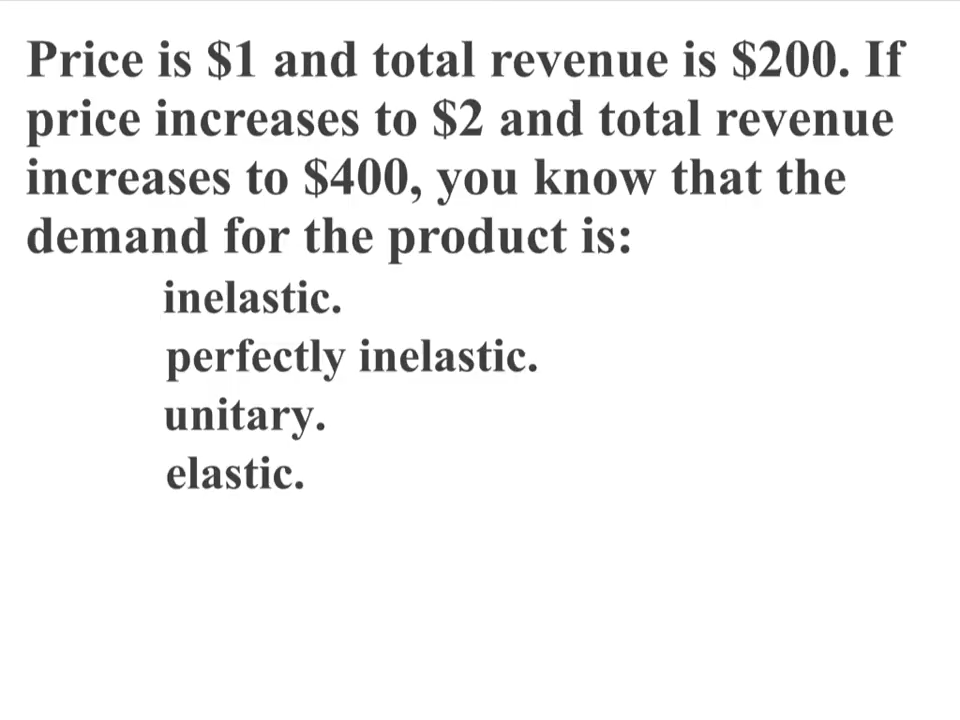 Price is $1 and total revenue is $200. If
price increases to $2 and total revenue
increases to $400, you know that the
demand for the product is:
inelastic.
perfectly inelastic.
unitary.
elastic.